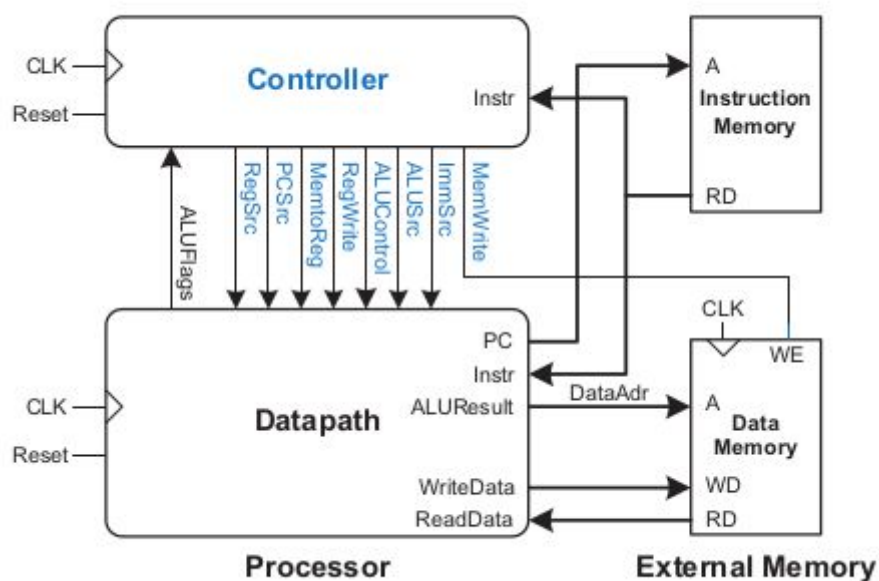 CLK
Controller
A
Instr
Instruction
Memory
Reset
RD
ALUFlags
RegSrc
PCSrc
MemtoReg
RegWrite
ALUControl
ALUSrc
ImmSrc
MemWrite
CLK
WE
PC
Instr
CLK
Datapath
ALUResult
DataAdr
A
Data
Memory
Reset
WriteData
WD
ReadData
RD
Processor
External Memory